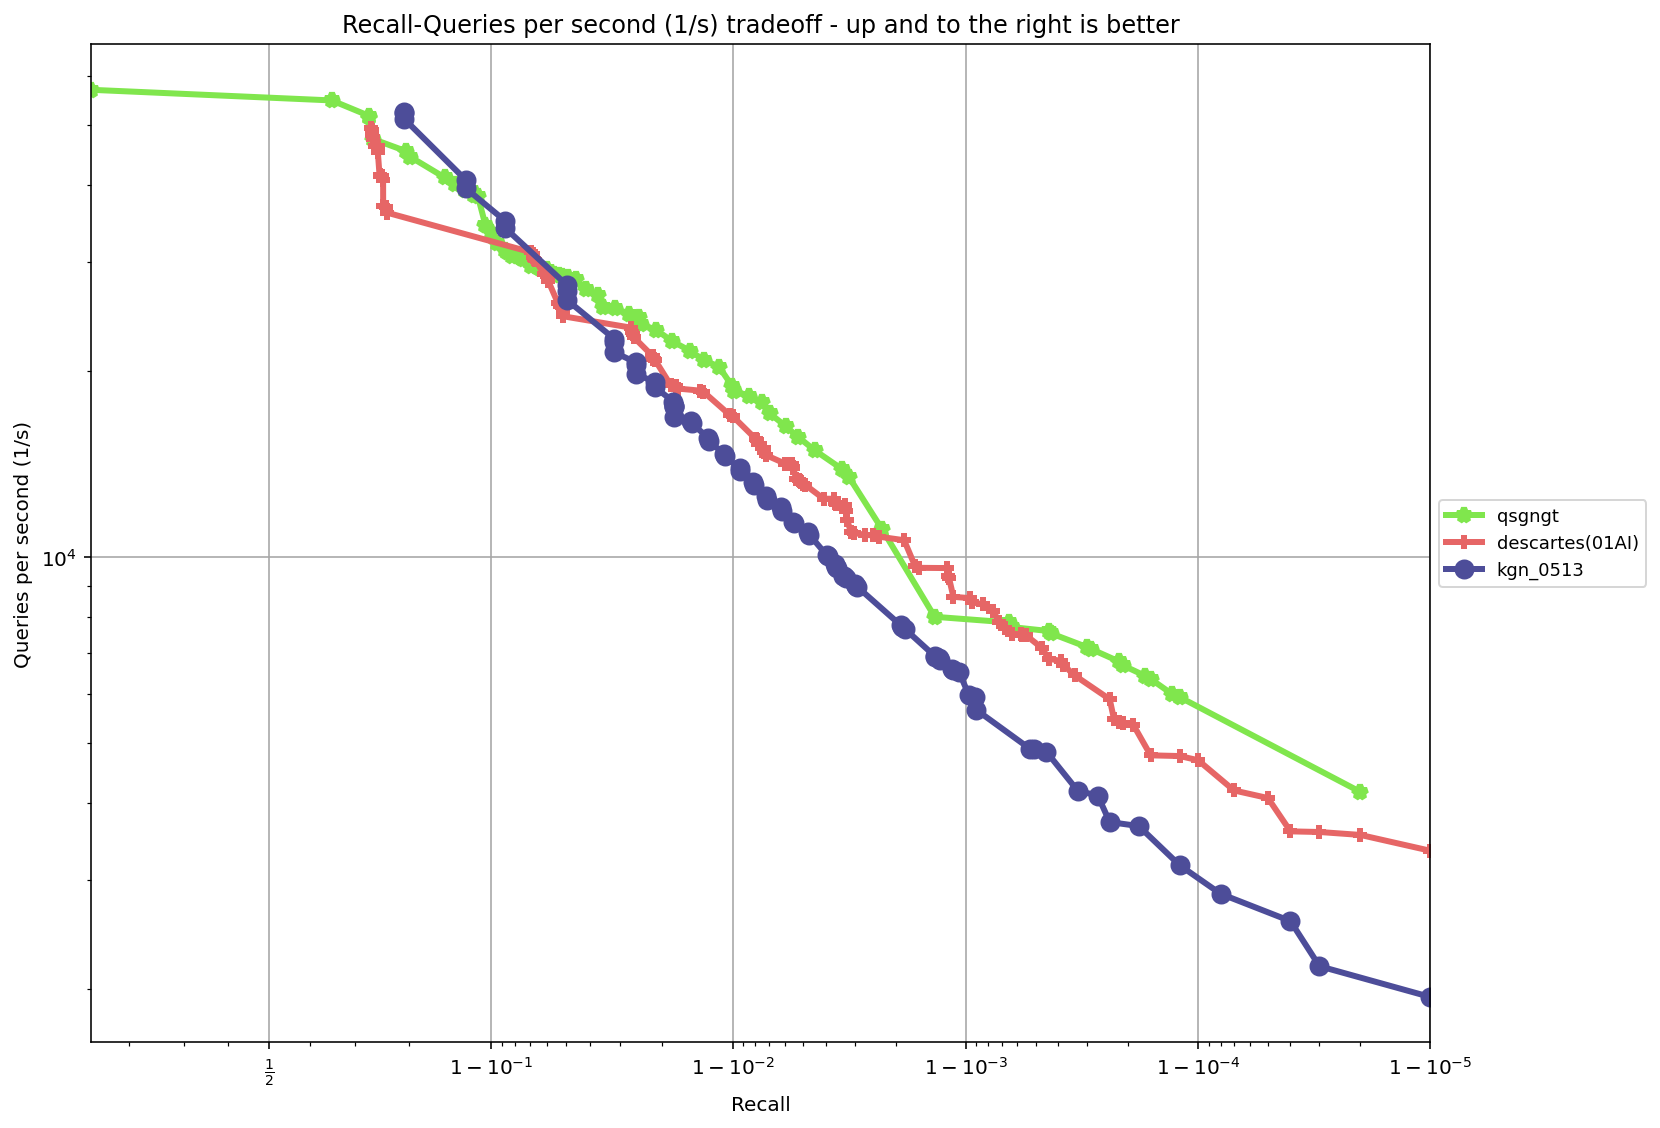 Recall-Queries per second (1/s) tradeoff - up and to the right is better
Queries per second (1/s)
10⁴
qsgngt
descartes(01AI)
kgn_0513
½ 1 − 10⁻¹ 1 − 10⁻² 1 − 10⁻³ 1 − 10⁻⁴ 1 − 10⁻⁵
Recall